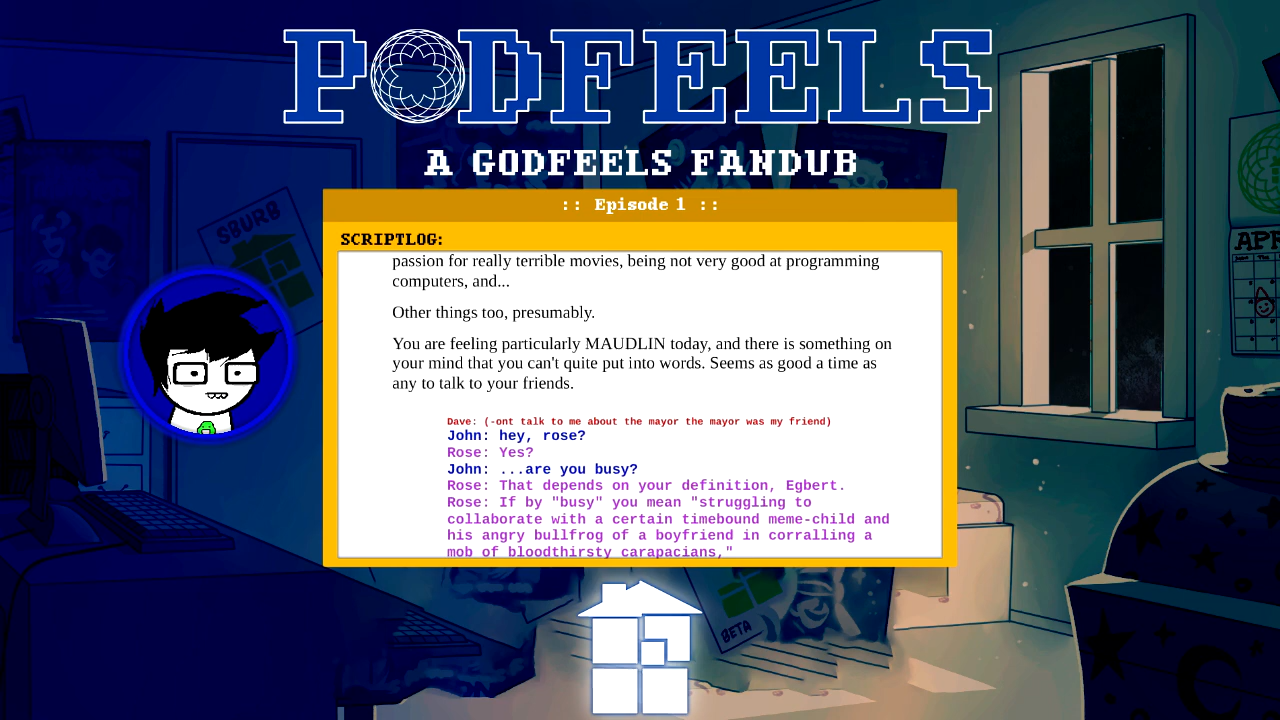 PODFEELS
A GODFEELS FANDUB
:: Episode 1 ::
SCRIPTLOG:
passion for really terrible movies, being not very good at programming
computers, and...
Other things too, presumably.
You are feeling particularly MAUDLIN today, and there is something on
your mind that you can't quite put into words. Seems as good a time as
any to talk to your friends.
Dave: (-ont talk to me about the mayor the mayor was my friend)
John: hey, rose?
Rose: Yes?
John: ...are you busy?
Rose: That depends on your definition, Egbert.
Rose: If by "busy" you mean "struggling to
collaborate with a certain timebound meme-child and
his angry bullfrog of a boyfriend in corralling a
mob of bloodthirsty carapacians,"
SBURB
APR
BETA